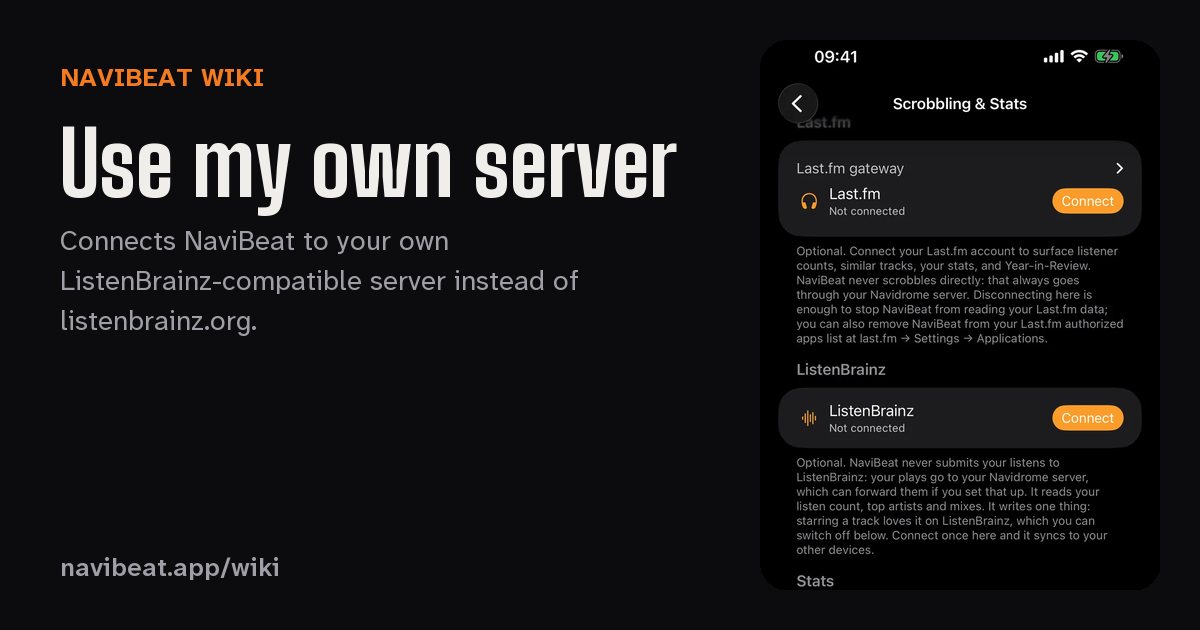 NAVIBEAT WIKI
Use my own server
Connects NaviBeat to your own
ListenBrainz-compatible server instead of
listenbrainz.org.
navibeat.app/wiki
09:41
Scrobbling & Stats
Last.fm
Last.fm gateway
Last.fm
Not connected
Connect
Optional. Connect your Last.fm account to surface listener
counts, similar tracks, your stats, and Year-in-Review.
NaviBeat never scrobbles directly: that always goes
through your Navidrome server. Disconnecting here is
enough to stop NaviBeat from reading your Last.fm data;
you can also remove NaviBeat from your Last.fm authorized
apps list at last.fm → Settings → Applications.
ListenBrainz
ListenBrainz
Not connected
Connect
Optional. NaviBeat never submits your listens to
ListenBrainz: your plays go to your Navidrome server,
which can forward them if you set that up. It reads your
listen count, top artists and mixes. It writes one thing:
starring a track loves it on ListenBrainz, which you can
switch off below. Connect once here and it syncs to your
other devices.
Stats